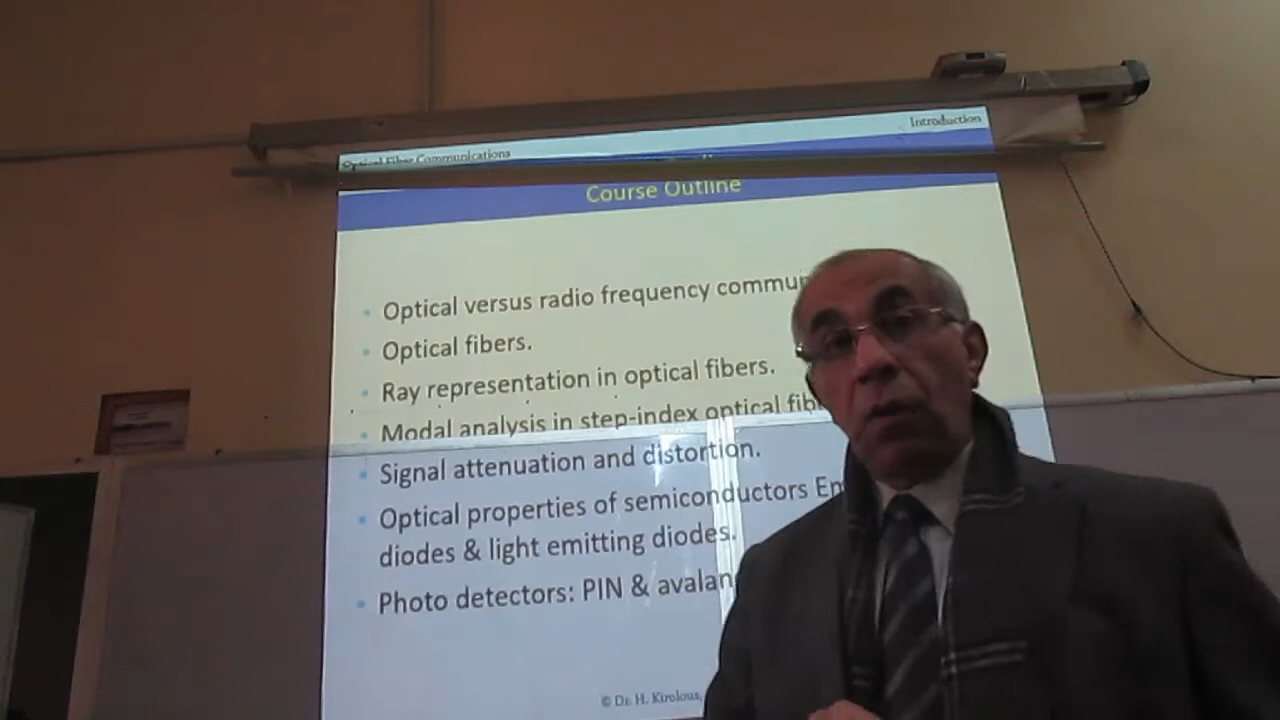 Optical Fiber Communications
Introduction
Course Outline
• Optical versus radio frequency commun
• Optical fibers.
• Ray representation in optical fibers.
• Modal analysis in step-index optical fib
• Signal attenuation and distortion.
• Optical properties of semiconductors Em
diodes & light emitting diodes.
• Photo detectors: PIN & avalan
© Dr. H. Kirolous,